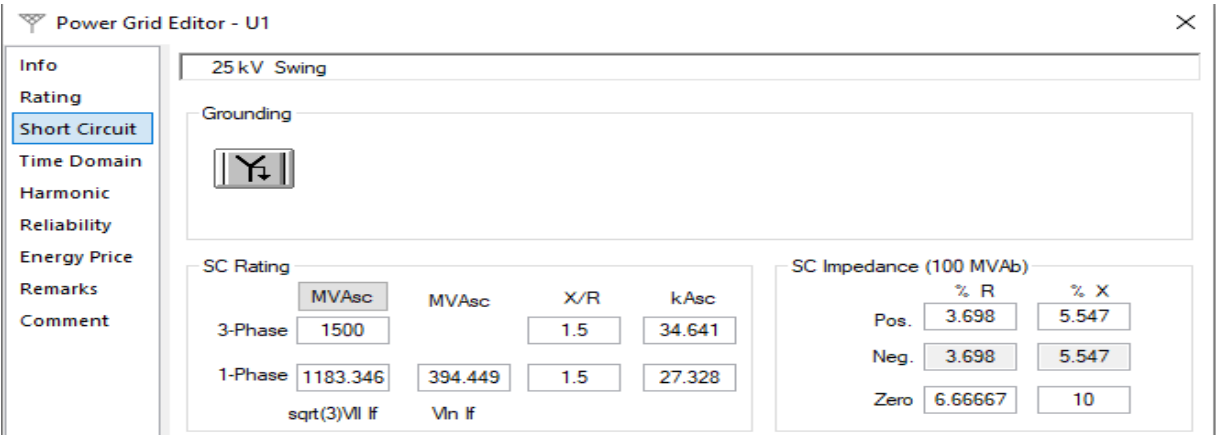 Power Grid Editor - U1
Info
Rating
Short Circuit
Time Domain
Harmonic
Reliability
Energy Price
Remarks
Comment
25 kV Swing
Grounding
SC Rating
MVAsc MVAsc X/R kAsc
3-Phase 1500 1.5 34.641
1-Phase 1183.346 394.449 1.5 27.328
sqrt(3)Vll If Vln If
SC Impedance (100 MVAb)
% R % X
Pos. 3.698 5.547
Neg. 3.698 5.547
Zero 6.66667 10